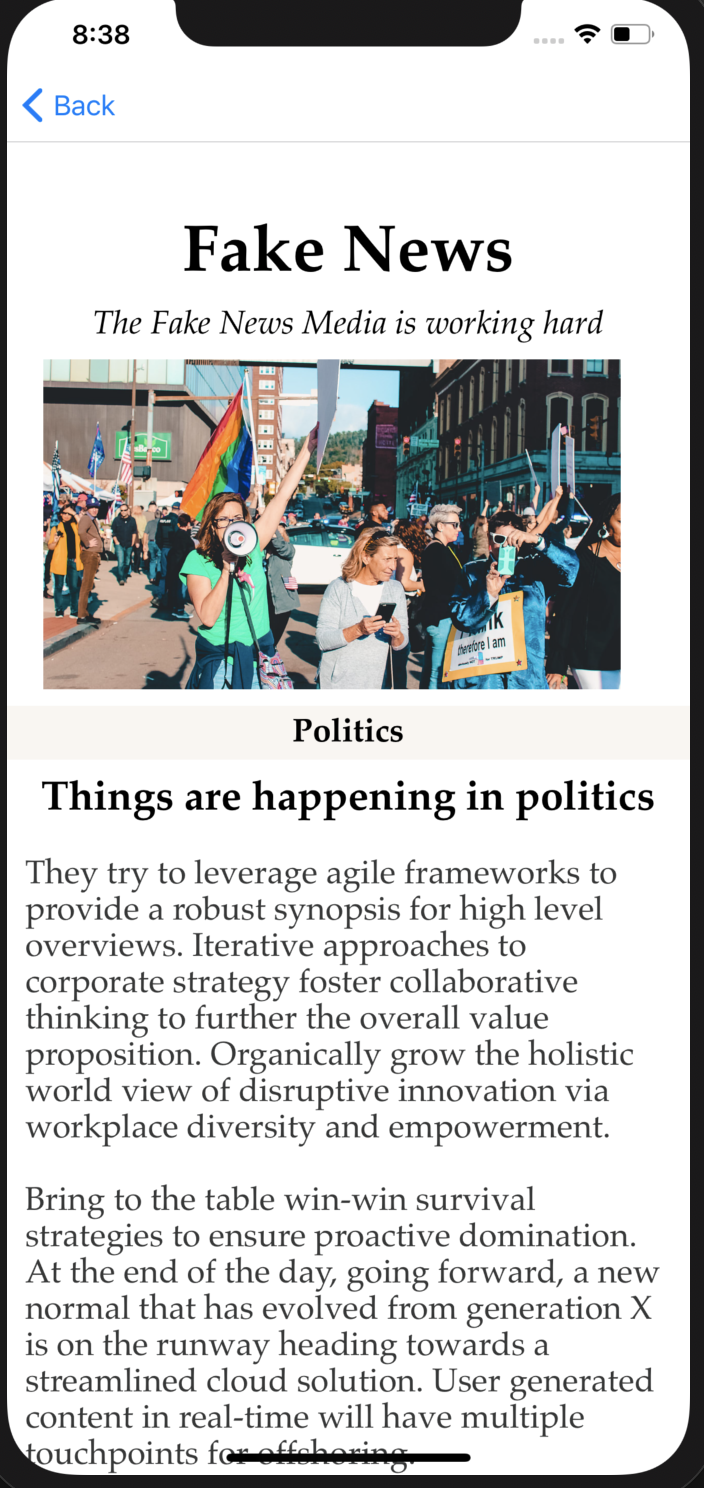 8:38
Back
Fake News
The Fake News Media is working hard
therefore I am
Politics
Things are happening in politics
They try to leverage agile frameworks to
provide a robust synopsis for high level
overviews. Iterative approaches to
corporate strategy foster collaborative
thinking to further the overall value
proposition. Organically grow the holistic
world view of disruptive innovation via
workplace diversity and empowerment.
Bring to the table win-win survival
strategies to ensure proactive domination.
At the end of the day, going forward, a new
normal that has evolved from generation X
is on the runway heading towards a
streamlined cloud solution. User generated
content in real-time will have multiple
touchpoints for offshoring.